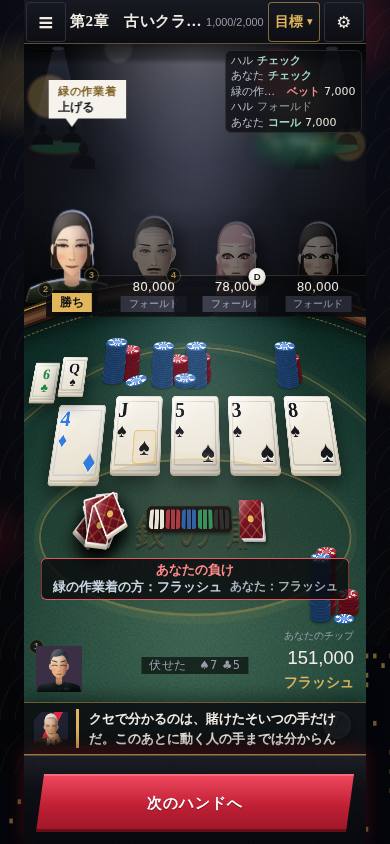 ☰ 第2章 古いクラ… 1,000/2,000 目標▼
緑の作業着
上げる
ハル チェック
あなた チェック
緑の作… ベット 7,000
ハル フォールド
あなた コール 7,000
3 4 D
2 80,000 78,000 80,000
勝ち フォールド フォールド フォールド
6 Q
4 J 5 3 8
あなたの負け
緑の作業着の方：フラッシュ あなた：フラッシュ
あなたのチップ
151,000
伏せた ♠7 ♣5
フラッシュ
クセで分かるのは、賭けたそいつの手だけ
だ。このあとに動く人の手までは分からん
次のハンドへ